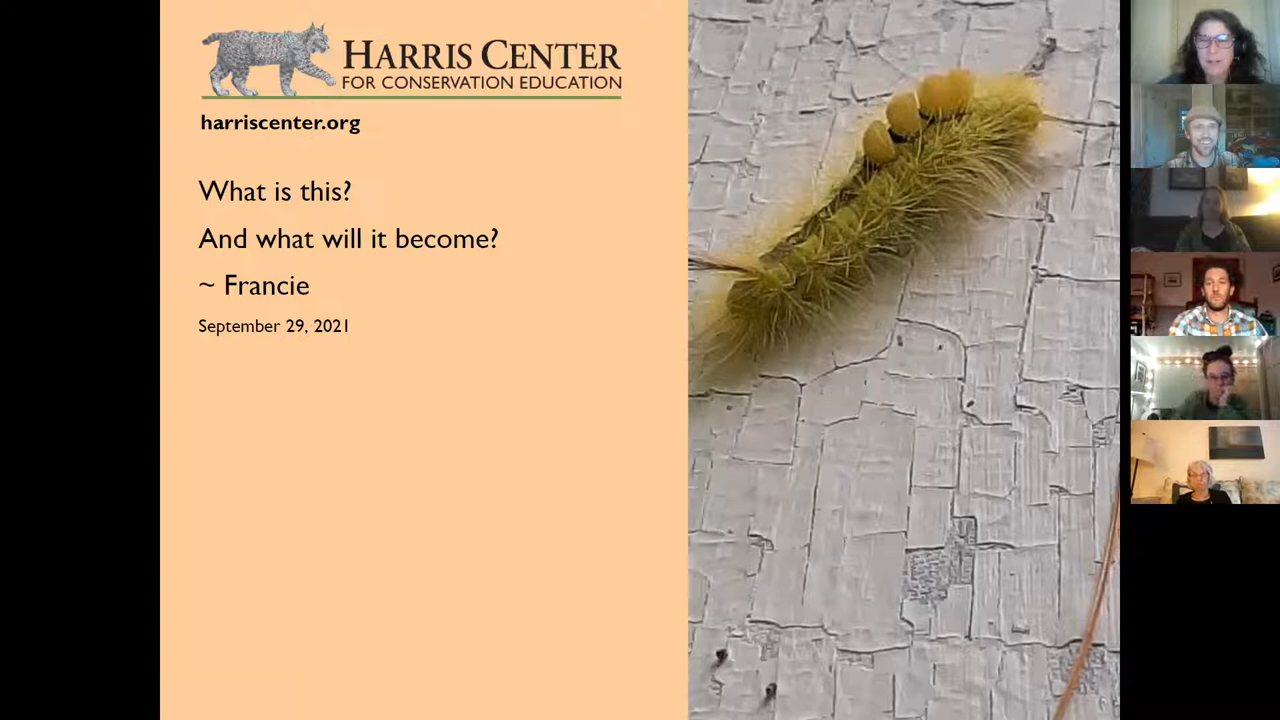 HARRIS CENTER
FOR CONSERVATION EDUCATION
harriscenter.org
What is this?
And what will it become?
~ Francie
September 29, 2021